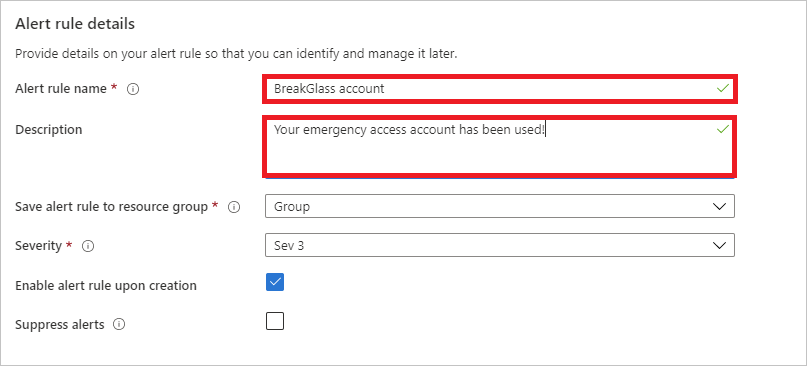 Alert rule details
Provide details on your alert rule so that you can identify and manage it later.
Alert rule name * BreakGlass account
Description Your emergency access account has been used!
Save alert rule to resource group * Group
Severity * Sev 3
Enable alert rule upon creation
Suppress alerts